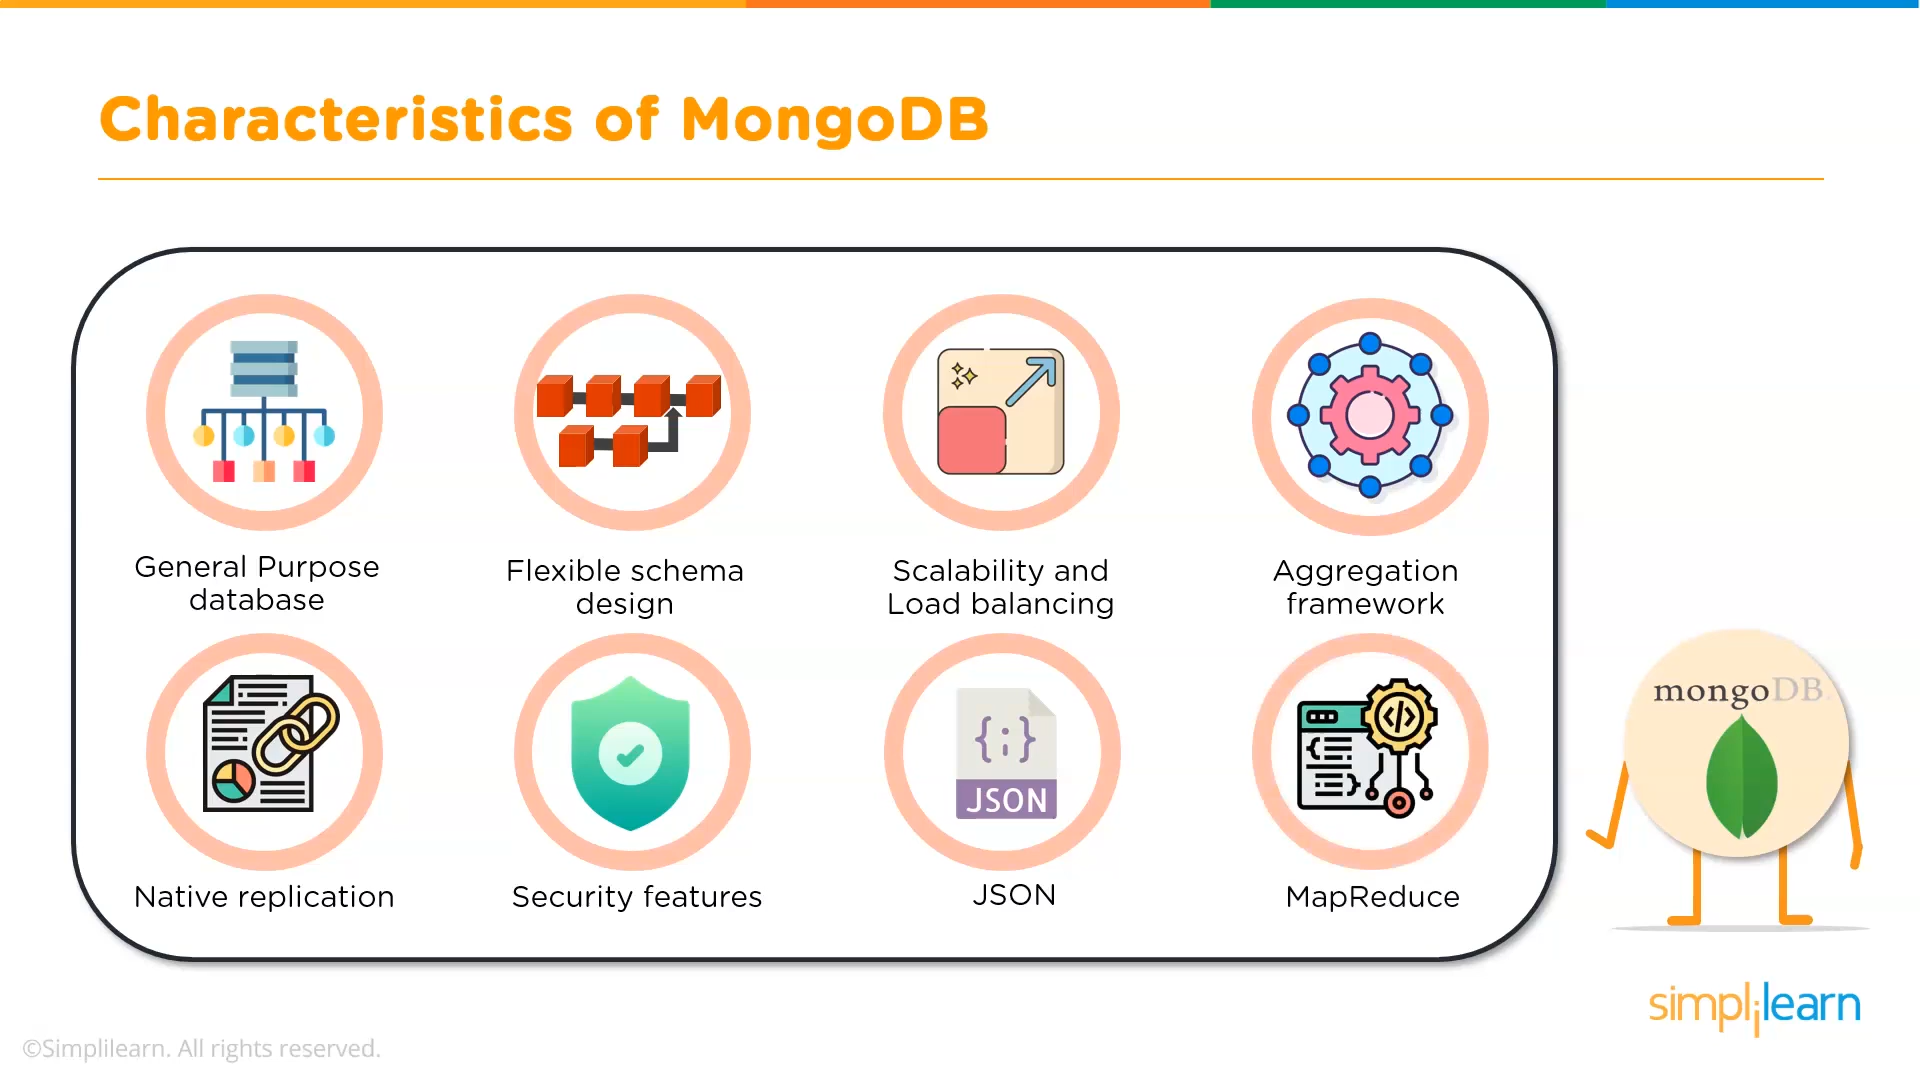 Characteristics of MongoDB
General Purpose
database
Flexible schema
design
Scalability and
Load balancing
Aggregation
framework
Native replication
Security features
{;}
JSON
JSON
</>
MapReduce
mongoDB.
simplilearn
©Simplilearn. All rights reserved.